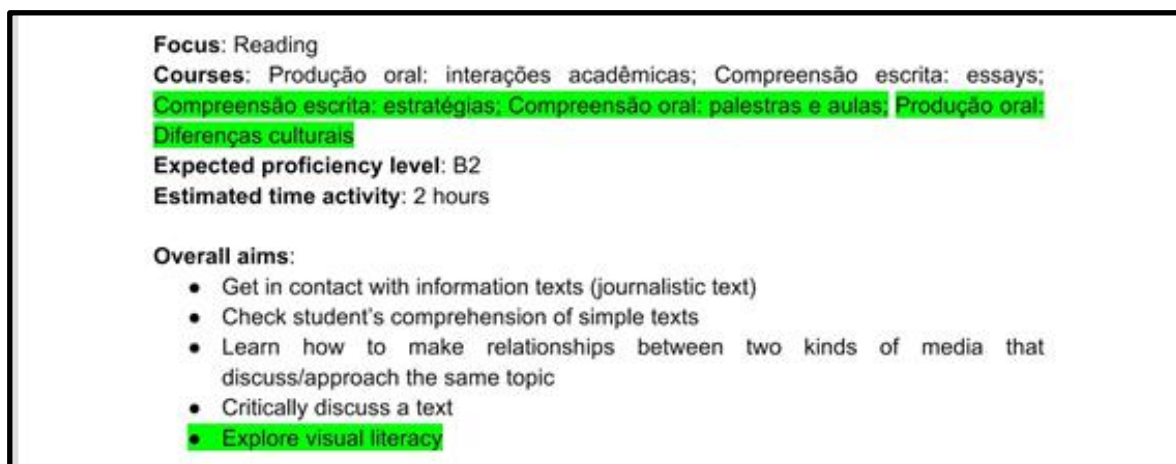 Focus: Reading
Courses: Produção oral: interações acadêmicas; Compreensão escrita: essays;
Compreensão escrita: estratégias; Compreensão oral: palestras e aulas; Produção oral:
Diferenças culturais
Expected proficiency level: B2
Estimated time activity: 2 hours
Overall aims:
● Get in contact with information texts (journalistic text)
● Check student's comprehension of simple texts
● Learn how to make relationships between two kinds of media that
discuss/approach the same topic
● Critically discuss a text
● Explore visual literacy